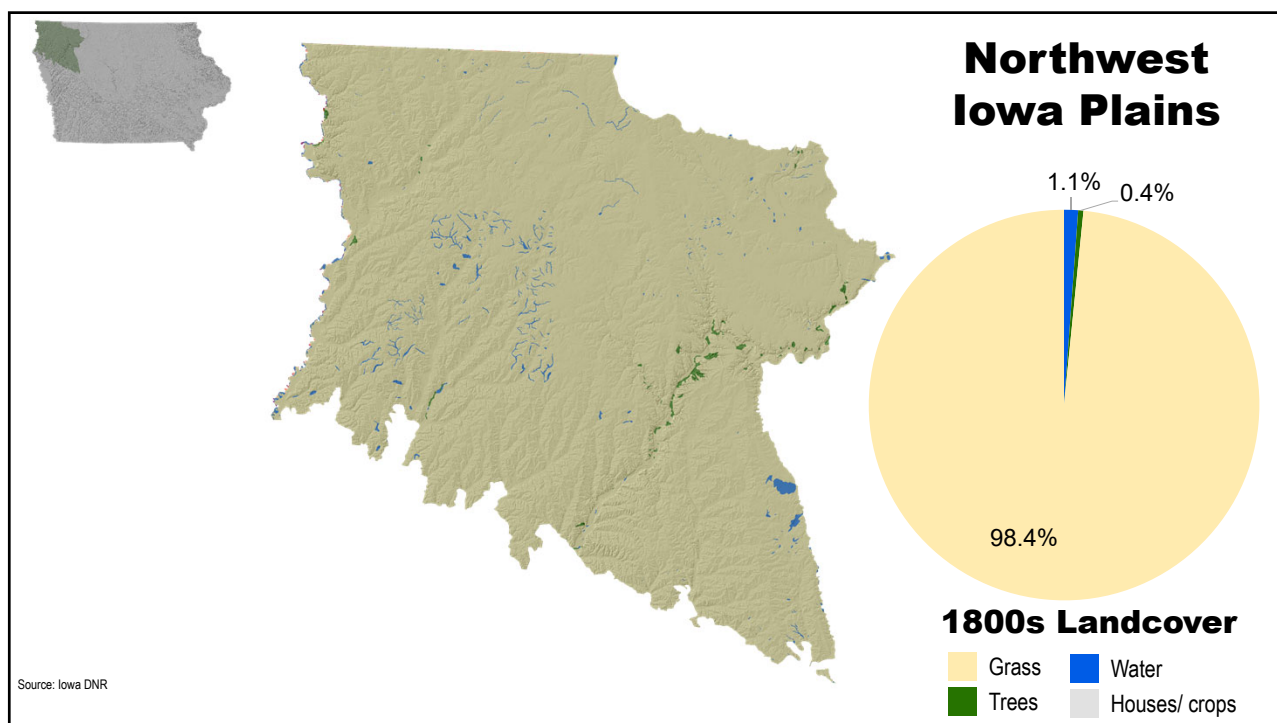 Northwest
Iowa Plains
1.1%
0.4%
98.4%
1800s Landcover
Grass
Water
Trees
Houses/ crops
Source: Iowa DNR